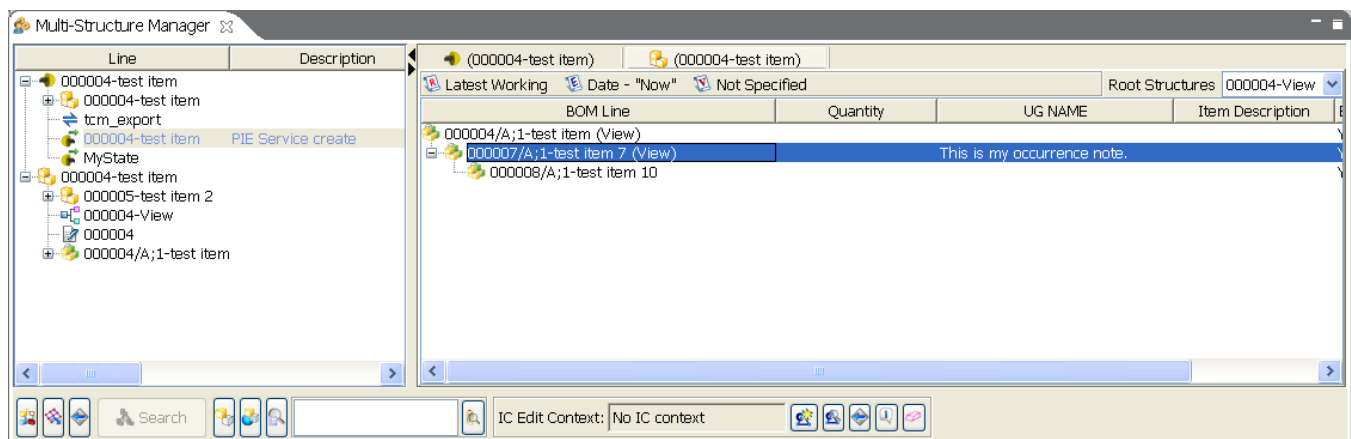 Multi-Structure Manager
Line Description
000004-test item
000004-test item
tcm_export
000004-test item PIE Service create
MyState
000004-test item
000005-test item 2
000004-View
000004
000004/A;1-test item
(000004-test item) (000004-test item)
Latest Working Date - "Now" Not Specified Root Structures 000004-View
BOM Line Quantity UG NAME Item Description
000004/A;1-test item (View)
000007/A;1-test item 7 (View) This is my occurrence note.
000008/A;1-test item 10
Search IC Edit Context: No IC context